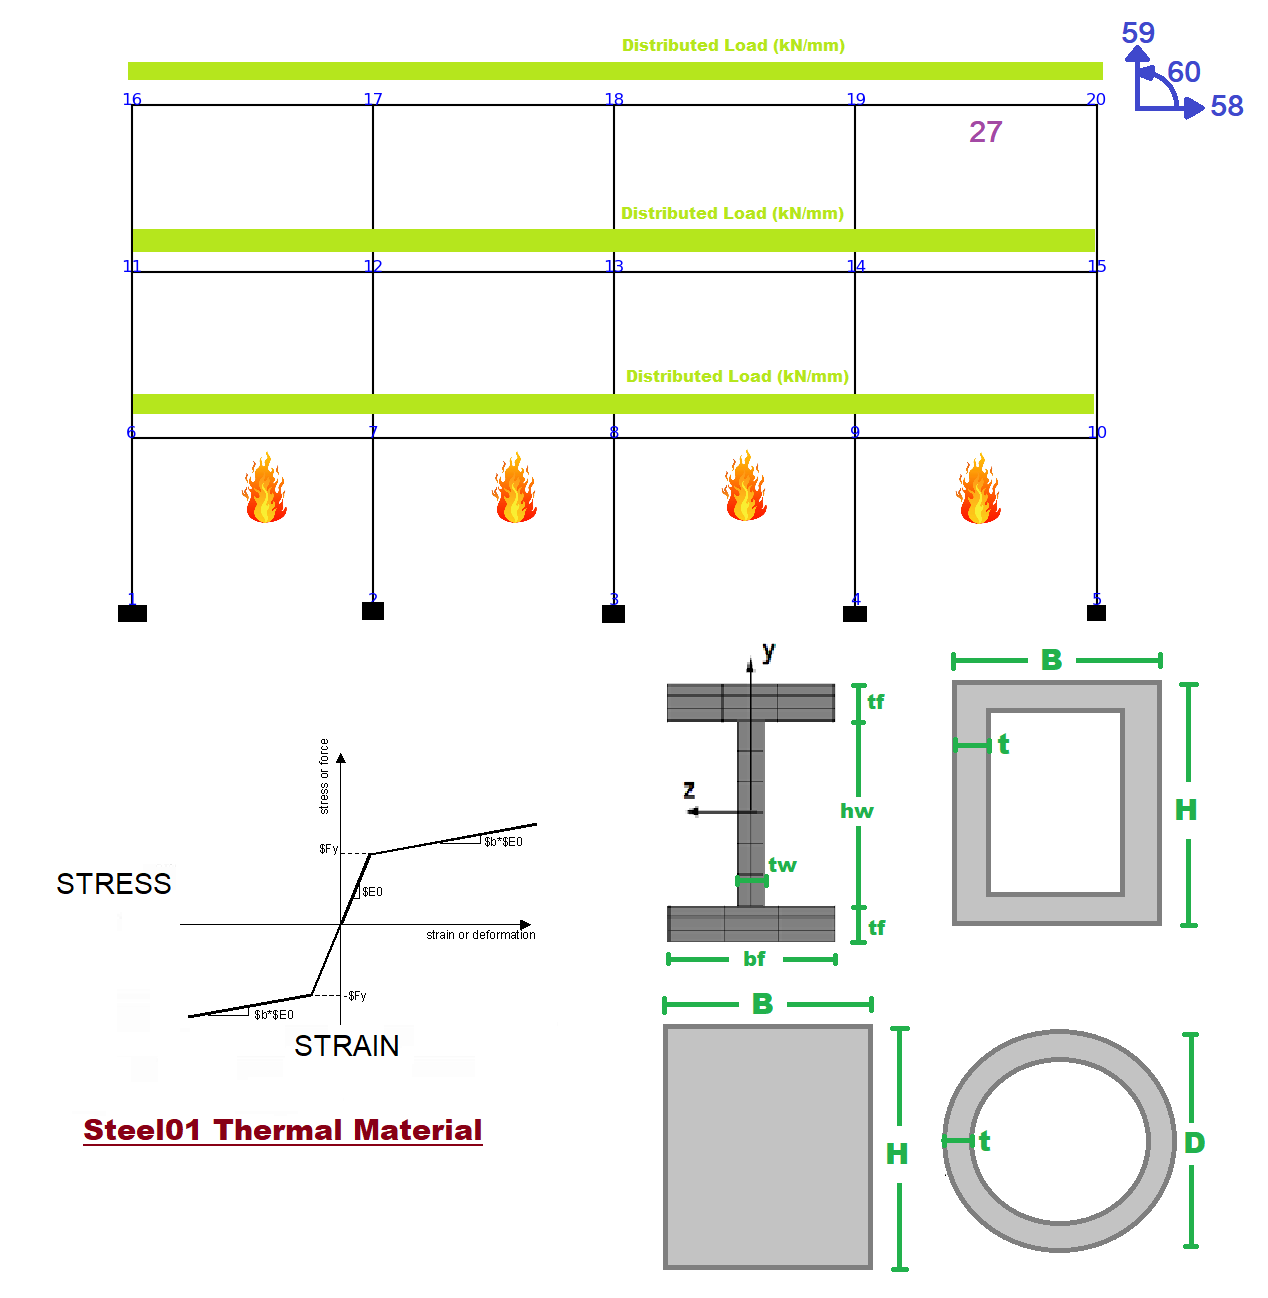 Distributed Load (kN/mm)
59
60
58
16 17 18 19 20
27
Distributed Load (kN/mm)
11 12 13 14 15
Distributed Load (kN/mm)
6 7 8 9 10
1 2 3 4 5
y
z
tf
hw
tw
tf
bf
B
t
H
stress or force
$Fy
$b*$E0
$E0
STRESS
strain or deformation
-$Fy
$b*$E0
STRAIN
B
H
t
D
Steel01 Thermal Material